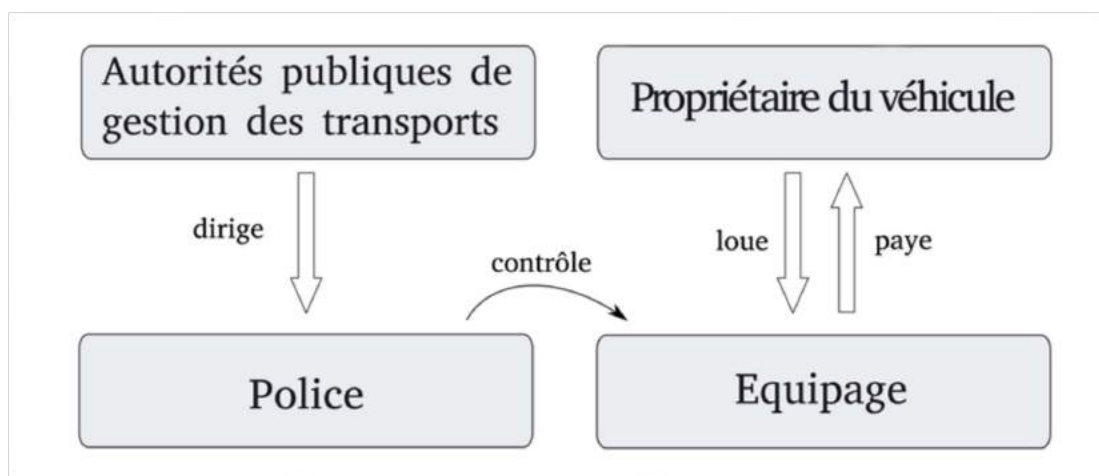 Autorités publiques de
gestion des transports
Propriétaire du véhicule
dirige
loue
paye
contrôle
Police
Equipage